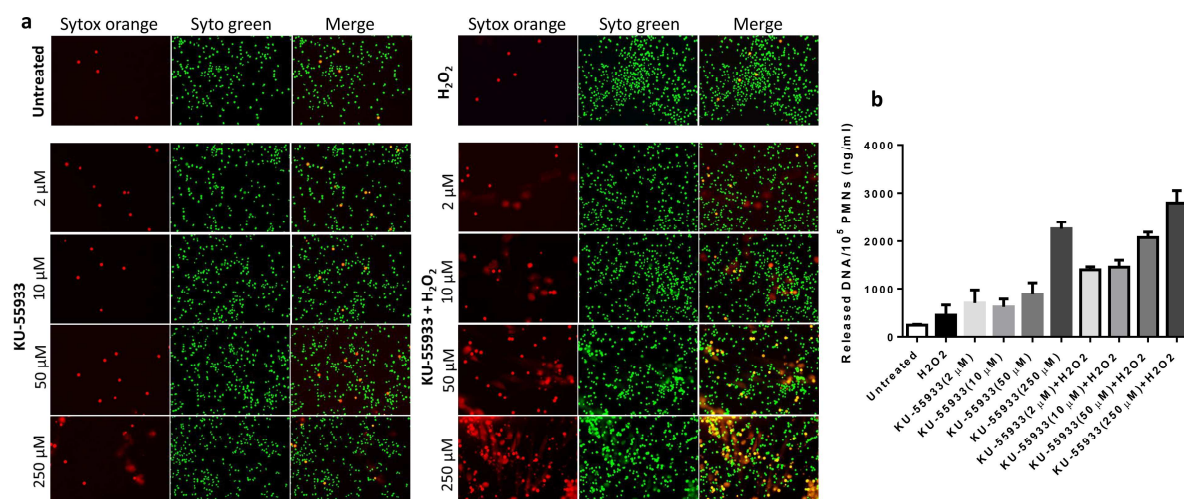 a
Sytox orange Syto green Merge
Untreated
KU-55933
2 µM
10 µM
50 µM
250 µM
Sytox orange Syto green Merge
H₂O₂
KU-55933 + H₂O₂
2 µM
10 µM
50 µM
250 µM
b
Released DNA/10⁵ PMNs (ng/ml)
4000
3000
2000
1000
0
Untreated
H2O2
KU-55933(2 µM)
KU-55933(10 µM)
KU-55933(50 µM)
KU-55933(250 µM)
KU-55933(2 µM)+H2O2
KU-55933(10 µM)+H2O2
KU-55933(50 µM)+H2O2
KU-55933(250 µM)+H2O2